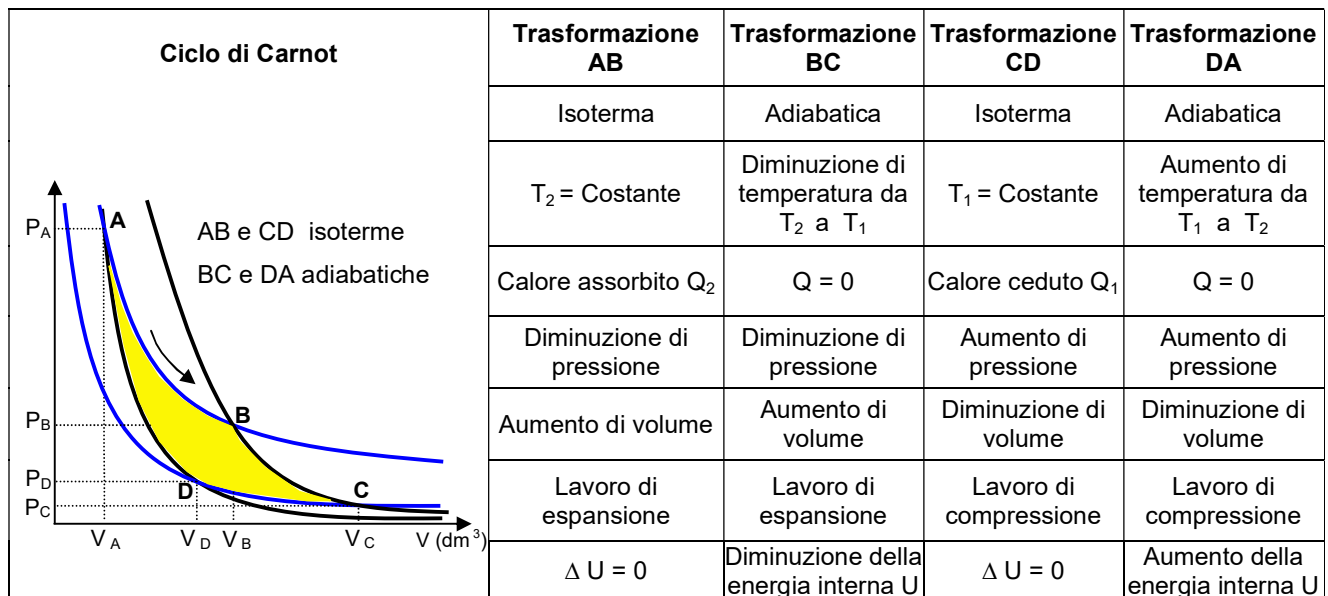 Ciclo di Carnot
Trasformazione
AB
Trasformazione
BC
Trasformazione
CD
Trasformazione
DA
Isoterma
Adiabatica
Isoterma
Adiabatica
T₂ = Costante
Diminuzione di
temperatura da
T₂ a T₁
T₁ = Costante
Aumento di
temperatura da
T₁ a T₂
Calore assorbito Q₂
Q = 0
Calore ceduto Q₁
Q = 0
Diminuzione di
pressione
Diminuzione di
pressione
Aumento di
pressione
Aumento di
pressione
Aumento di volume
Aumento di
volume
Diminuzione di
volume
Diminuzione di
volume
Lavoro di
espansione
Lavoro di
espansione
Lavoro di
compressione
Lavoro di
compressione
Δ U = 0
Diminuzione della
energia interna U
Δ U = 0
Aumento della
energia interna U
AB e CD isoterme
BC e DA adiabatiche
P_A
A
P_B
B
P_D
D
P_C
C
V_A
V_D
V_B
V_C
V (dm³)